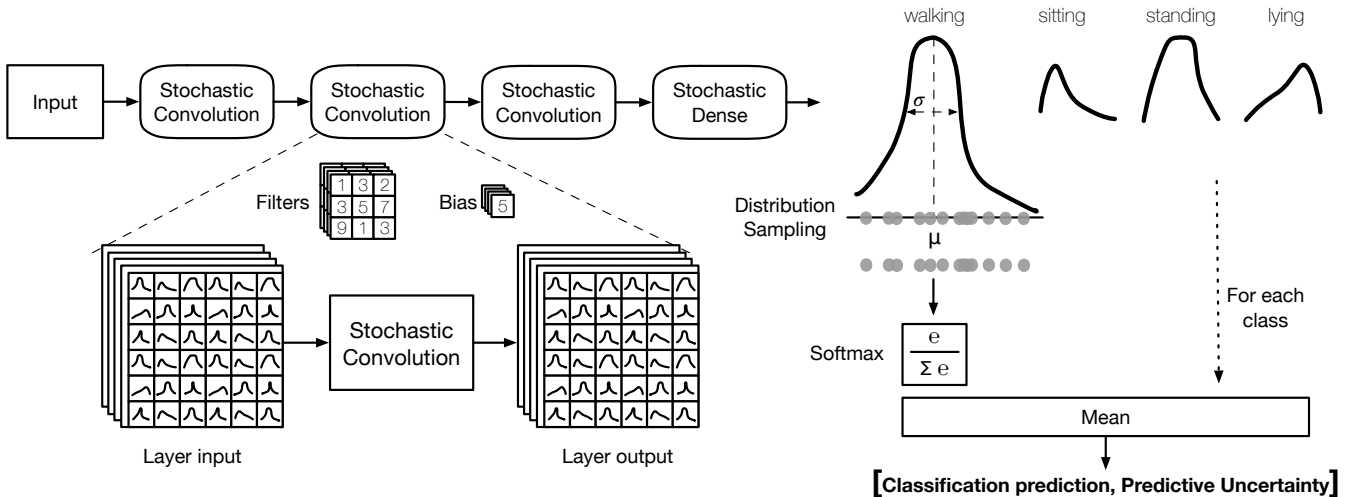 walking
sitting
standing
lying
Input
Stochastic
Convolution
Stochastic
Convolution
Stochastic
Convolution
Stochastic
Dense
σ
Filters
1 3 2
3 5 7
9 1 3
Bias
5
Distribution
Sampling
μ
Stochastic
Convolution
Layer input
Layer output
For each
class
Softmax
e
Σ e
Mean
[Classification prediction, Predictive Uncertainty]